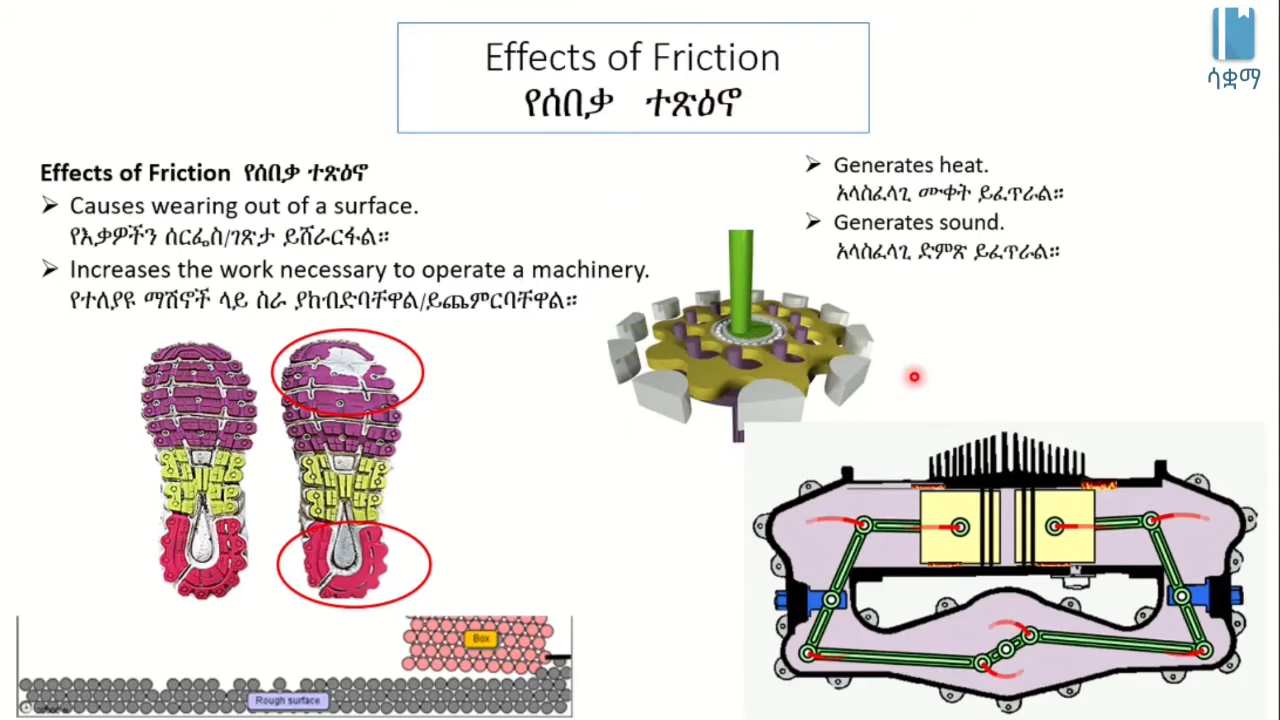 Effects of Friction
የሰበቃ ተጽዕኖ
ሳቋማ
Effects of Friction የሰበቃ ተጽዕኖ
➢ Causes wearing out of a surface.
የእቃዎችን ሰርፌስ/ገጽታ ይሸራርፋል።
➢ Increases the work necessary to operate a machinery.
የተለያዩ ማሽኖች ላይ ስራ ያከብድባቸዋል/ይጨምርባቸዋል።
➢ Generates heat.
አላስፈላጊ ሙቀት ይፈጥራል።
➢ Generates sound.
አላስፈላጊ ድምጽ ይፈጥራል።
Box
Rough surface